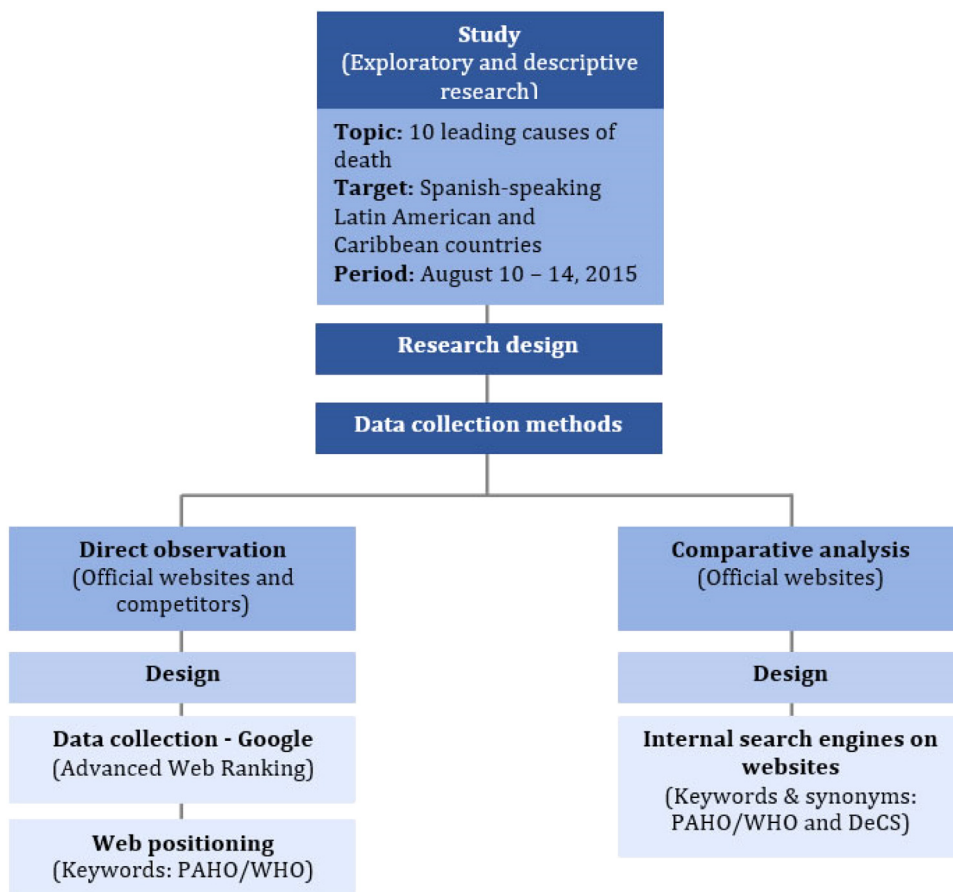 Study
(Exploratory and descriptive
research)
Topic: 10 leading causes of
death
Target: Spanish-speaking
Latin American and
Caribbean countries
Period: August 10 – 14, 2015
Research design
Data collection methods
Direct observation
(Official websites and
competitors)
Design
Data collection - Google
(Advanced Web Ranking)
Web positioning
(Keywords: PAHO/WHO)
Comparative analysis
(Official websites)
Design
Internal search engines on
websites
(Keywords & synonyms:
PAHO/WHO and DeCS)